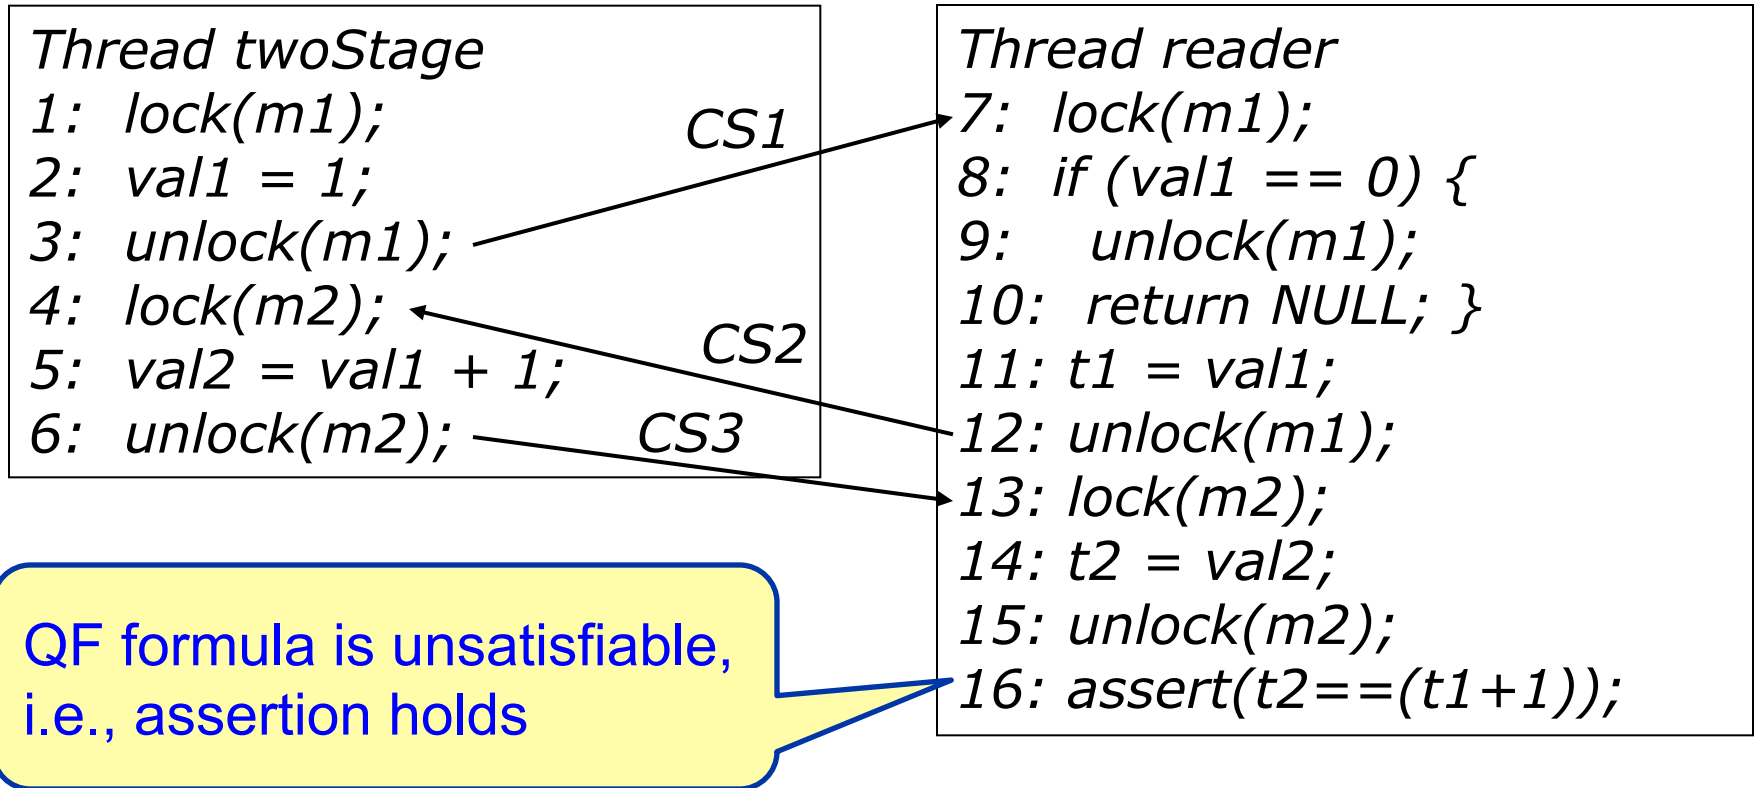 Thread twoStage
1: lock(m1);
2: val1 = 1;
3: unlock(m1);
4: lock(m2);
5: val2 = val1 + 1;
6: unlock(m2);
CS1
CS2
CS3
Thread reader
7: lock(m1);
8: if (val1 == 0) {
9: unlock(m1);
10: return NULL; }
11: t1 = val1;
12: unlock(m1);
13: lock(m2);
14: t2 = val2;
15: unlock(m2);
16: assert(t2==(t1+1));
QF formula is unsatisfiable,
i.e., assertion holds